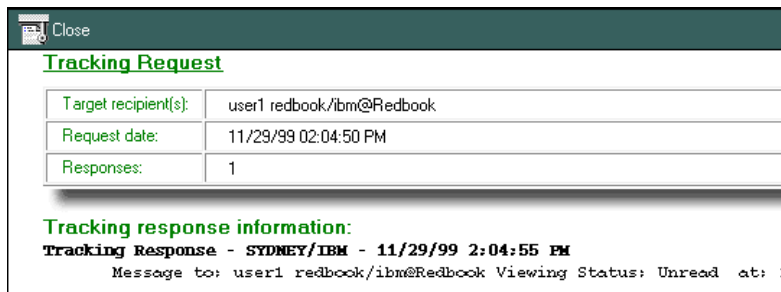 Close
Tracking Request
Target recipient(s): user1 redbook/ibm@Redbook
Request date: 11/29/99 02:04:50 PM
Responses: 1
Tracking response information:
Tracking Response - SYDNEY/IBM - 11/29/99 2:04:55 PM
Message to: user1 redbook/ibm@Redbook Viewing Status: Unread at: